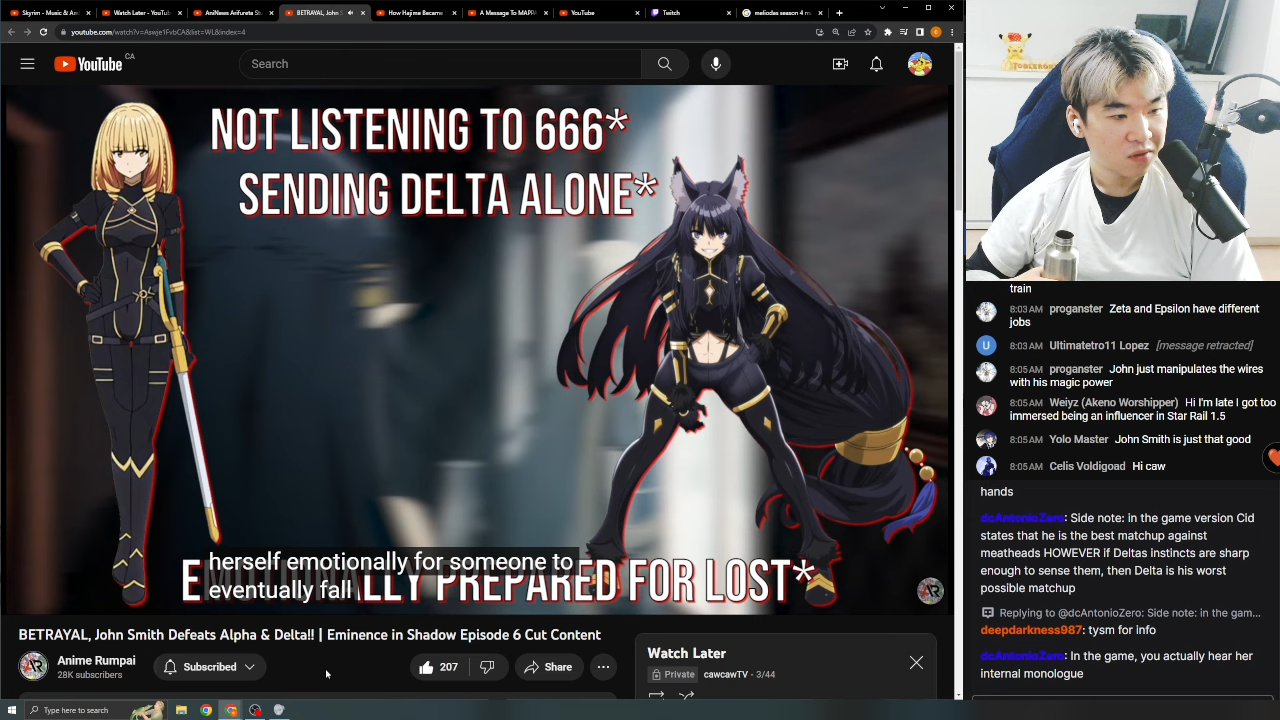 Skyrim - Music & Am
Watch Later - YouTu
AniNews Arifureta St
BETRAYAL, John S
How Hajime Became
A Message To MAPPA
YouTube
Twitch
meliodas season 4 m
youtube.com/watch?v=Aswje1FvbCA&list=WL&index=4
YouTube CA
Search
NOT LISTENING TO 666*
SENDING DELTA ALONE*
PREPARED FOR LOST*
herself emotionally for someone to
eventually fall
BETRAYAL, John Smith Defeats Alpha & Delta!! | Eminence in Shadow Episode 6 Cut Content
Anime Rumpai
28K subscribers
Subscribed
207
Share
Watch Later
Private cawcawTV - 3/44
Type here to search
train
8:03 AM proganster Zeta and Epsilon have different
jobs
8:03 AM Ultimatetro11 Lopez [message retracted]
8:05 AM proganster John just manipulates the wires
with his magic power
8:05 AM Weiyz (Akeno Worshipper) Hi I'm late I got too
immersed being an influencer in Star Rail 1.5
8:05 AM Yolo Master John Smith is just that good
8:05 AM Celis Voldigoad Hi caw
hands
dcAntonioZero: Side note: in the game version Cid
states that he is the best matchup against
meatheads HOWEVER if Deltas instincts are sharp
enough to sense them, then Delta is his worst
possible matchup
Replying to @dcAntonioZero: Side note: in the gam...
deepdarkness987: tysm for info
dcAntonioZero: In the game, you actually hear her
internal monologue